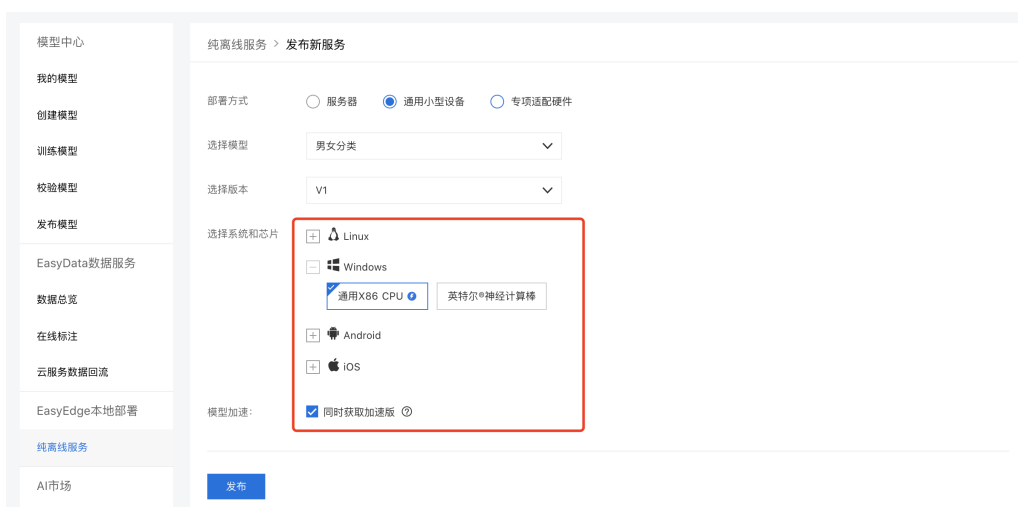 模型中心
我的模型
创建模型
训练模型
校验模型
发布模型
EasyData数据服务
数据总览
在线标注
云服务数据回流
EasyEdge本地部署
纯离线服务
AI市场
纯离线服务 > 发布新服务
部署方式 服务器 通用小型设备 专项适配硬件
选择模型 男女分类
选择版本 V1
选择系统和芯片 Linux
Windows
通用X86 CPU 英特尔®神经计算棒
Android
iOS
模型加速: 同时获取加速版
发布